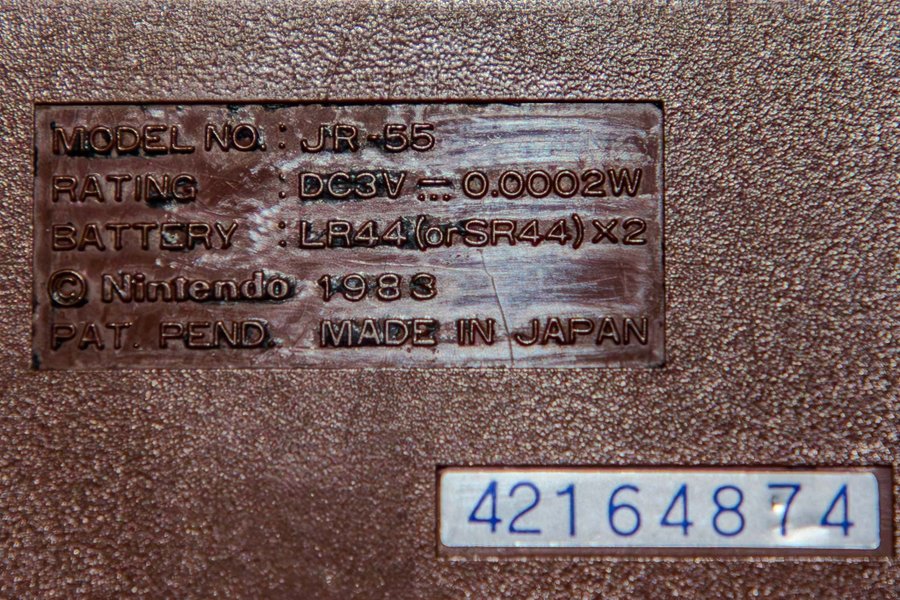 MODEL NO. : JR-55
RATING : DC3V ⎓ 0.0002W
BATTERY : LR44 (or SR44) X2
© Nintendo 1983
PAT. PEND. MADE IN JAPAN
42164874